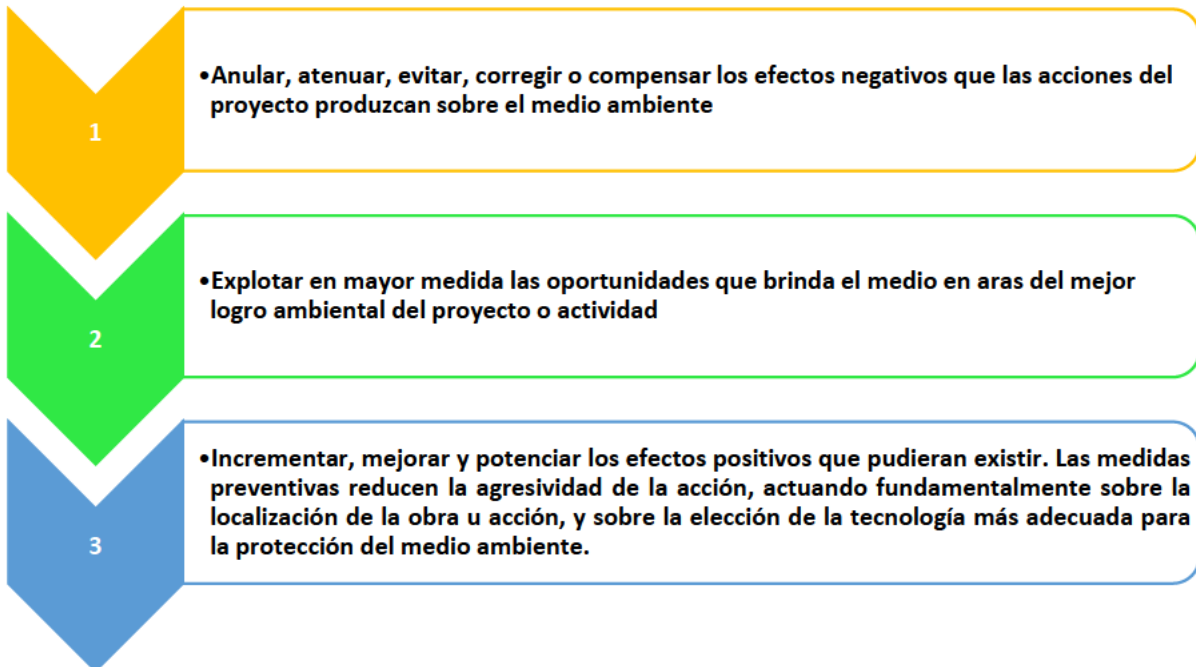 1
•Anular, atenuar, evitar, corregir o compensar los efectos negativos que las acciones del
proyecto produzcan sobre el medio ambiente
2
•Explotar en mayor medida las oportunidades que brinda el medio en aras del mejor
logro ambiental del proyecto o actividad
3
•Incrementar, mejorar y potenciar los efectos positivos que pudieran existir. Las medidas
preventivas reducen la agresividad de la acción, actuando fundamentalmente sobre la
localización de la obra u acción, y sobre la elección de la tecnología más adecuada para
la protección del medio ambiente.